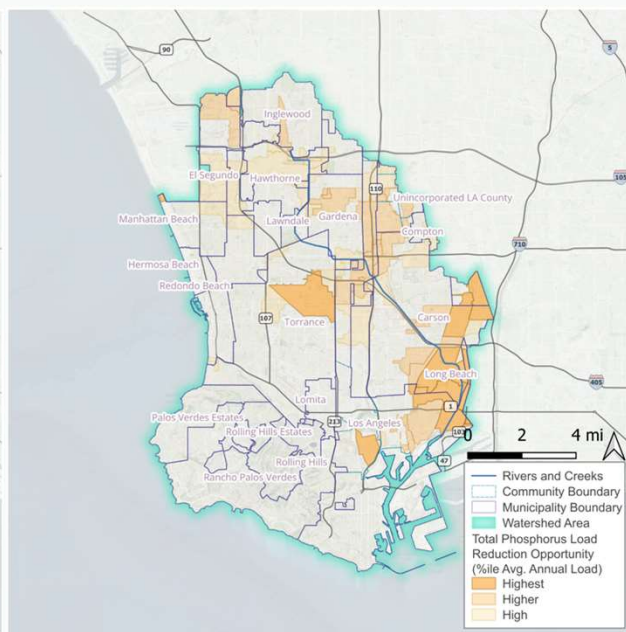 90
5
Inglewood
105
El Segundo
Hawthorne
110
Unincorporated LA County
Manhattan Beach
Lawndale
Gardena
Compton
710
Hermosa Beach
Redondo Beach
107
Torrance
Carson
Long Beach
405
Lomita
1
Palos Verdes Estates
213
Los Angeles
103
Rolling Hills Estates
47
Rolling Hills
Rancho Palos Verdes
0 2 4 mi
Rivers and Creeks
Community Boundary
Municipality Boundary
Watershed Area
Total Phosphorus Load
Reduction Opportunity
(%ile Avg. Annual Load)
Highest
Higher
High